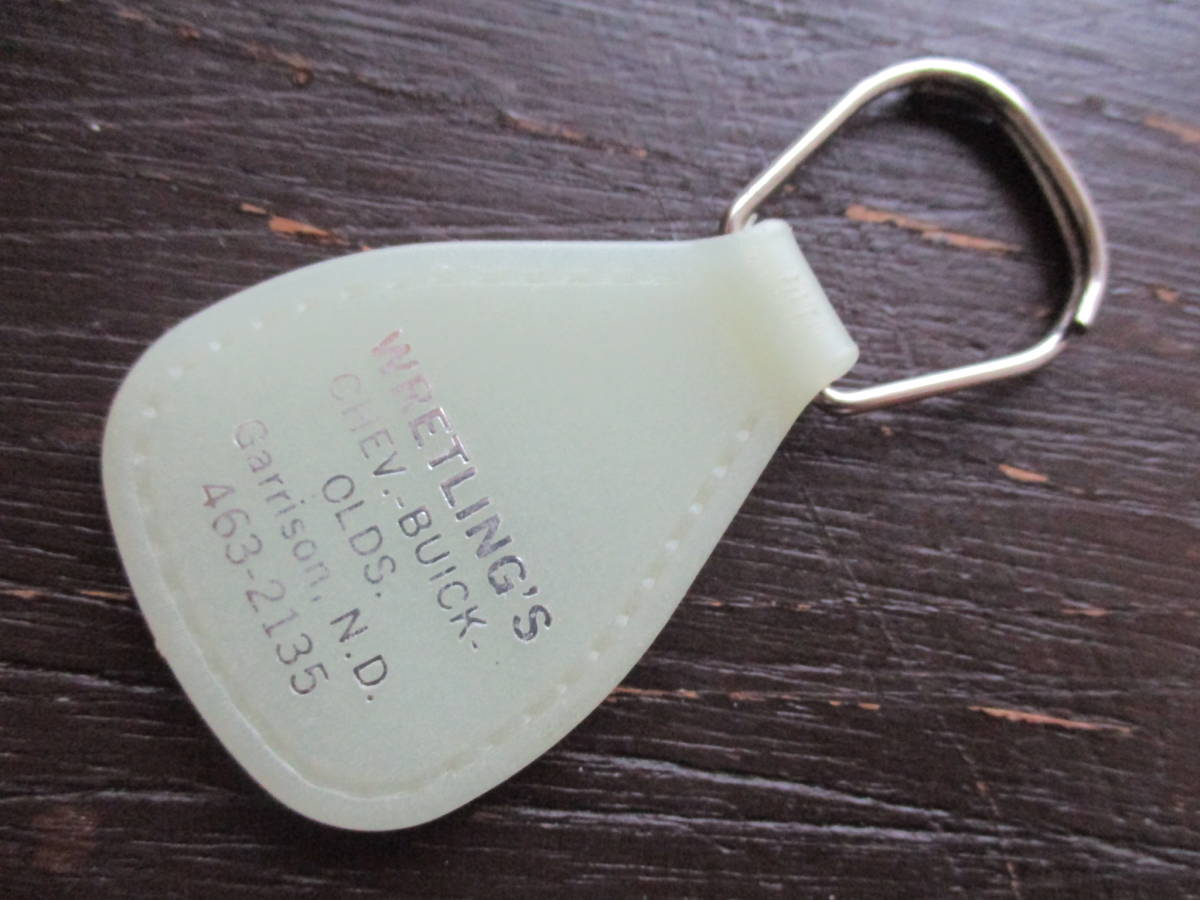 WRETLING'S
CHEV.-BUICK-
OLDS.
Garrison, N.D.
463-2135